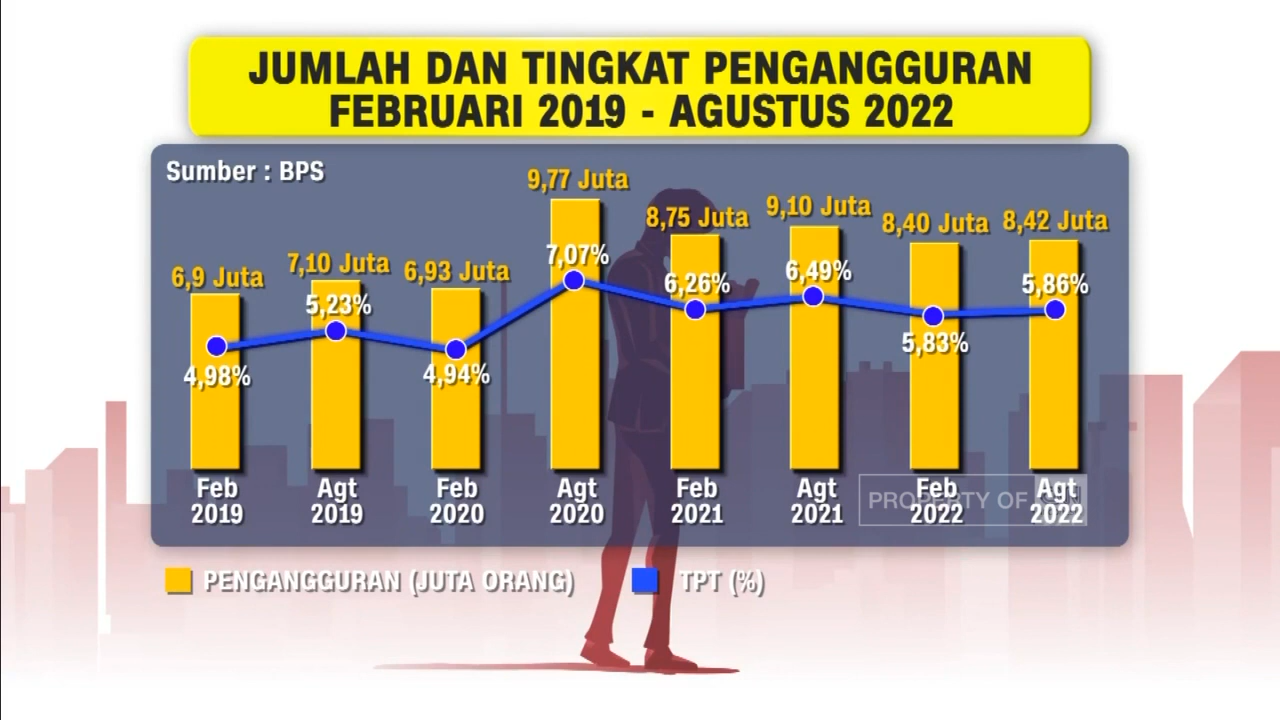 JUMLAH DAN TINGKAT PENGANGGURAN
FEBRUARI 2019 - AGUSTUS 2022
Sumber : BPS
6,9 Juta
7,10 Juta
6,93 Juta
9,77 Juta
8,75 Juta
9,10 Juta
8,40 Juta
8,42 Juta
4,98%
5,23%
4,94%
7,07%
6,26%
6,49%
5,83%
5,86%
Feb
2019
Agt
2019
Feb
2020
Agt
2020
Feb
2021
Agt
2021
Feb
2022
Agt
2022
PROPERTY OF
PENGANGGURAN (JUTA ORANG)
TPT (%)